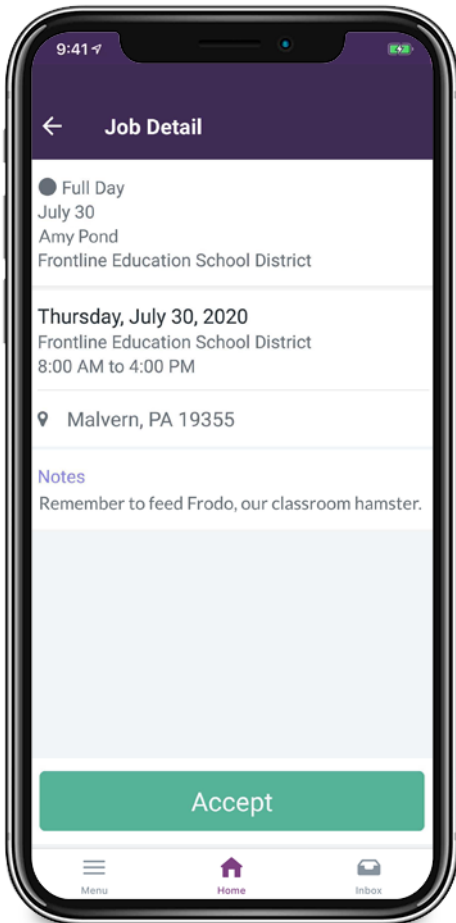 9:41
Job Detail
Full Day
July 30
Amy Pond
Frontline Education School District
Thursday, July 30, 2020
Frontline Education School District
8:00 AM to 4:00 PM
Malvern, PA 19355
Notes
Remember to feed Frodo, our classroom hamster.
Accept
Menu
Home
Inbox